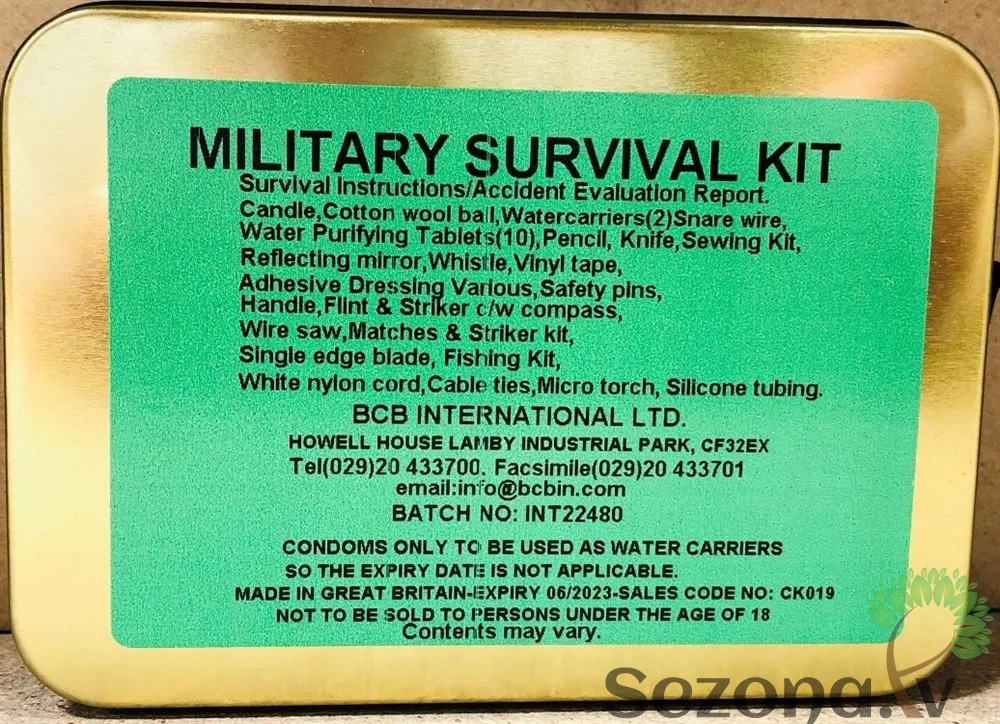 MILITARY SURVIVAL KIT
Survival Instructions/Accident Evaluation Report.
Candle,Cotton wool ball,Watercarriers(2)Snare wire,
Water Purifying Tablets(10),Pencil, Knife,Sewing Kit,
Reflecting mirror,Whistle,Vinyl tape,
Adhesive Dressing Various,Safety pins,
Handle,Flint & Striker c/w compass,
Wire saw,Matches & Striker kit,
Single edge blade, Fishing Kit,
White nylon cord,Cable ties,Micro torch, Silicone tubing.
BCB INTERNATIONAL LTD.
HOWELL HOUSE LAMBY INDUSTRIAL PARK, CF32EX
Tel(029)20 433700. Facsimile(029)20 433701
email:info@bcbin.com
BATCH NO: INT22480
CONDOMS ONLY TO BE USED AS WATER CARRIERS
SO THE EXPIRY DATE IS NOT APPLICABLE.
MADE IN GREAT BRITAIN-EXPIRY 06/2023-SALES CODE NO: CK019
NOT TO BE SOLD TO PERSONS UNDER THE AGE OF 18
Contents may vary.